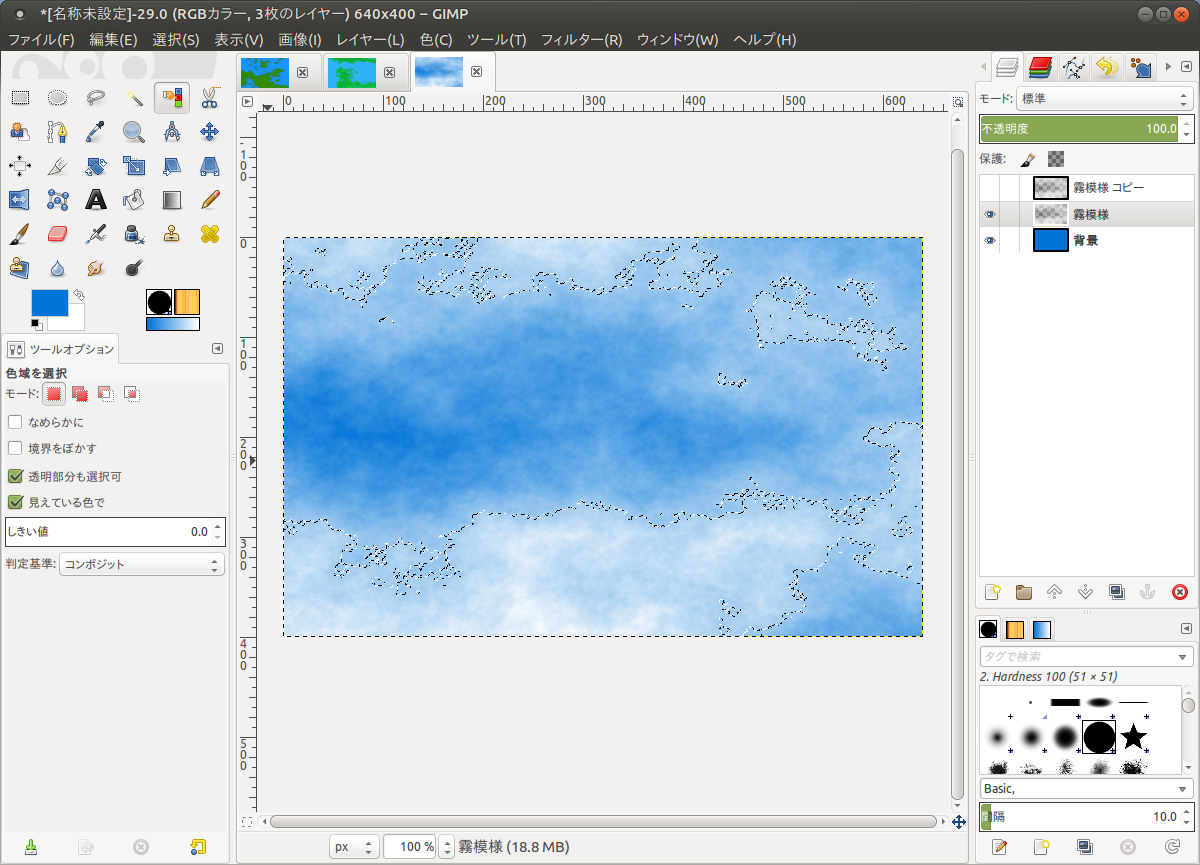 *[名称未設定]-29.0 (RGBカラー, 3枚のレイヤー) 640x400 – GIMP
ファイル(F) 編集(E) 選択(S) 表示(V) 画像(I) レイヤー(L) 色(C) ツール(T) フィルター(R) ウィンドウ(W) ヘルプ(H)
0 100 200 300 400 500 600
100
0
100
200
300
400
500
ツールオプション
色域を選択
モード:
なめらかに
境界をぼかす
透明部分も選択可
見えている色で
しきい値 0.0
判定基準: コンポジット
px 100 % 霧模様 (18.8 MB)
モード: 標準
不透明度 100.0
保護:
霧模様 コピー
霧模様
背景
タグで検索
2. Hardness 100 (51 × 51)
Basic,
間隔 10.0